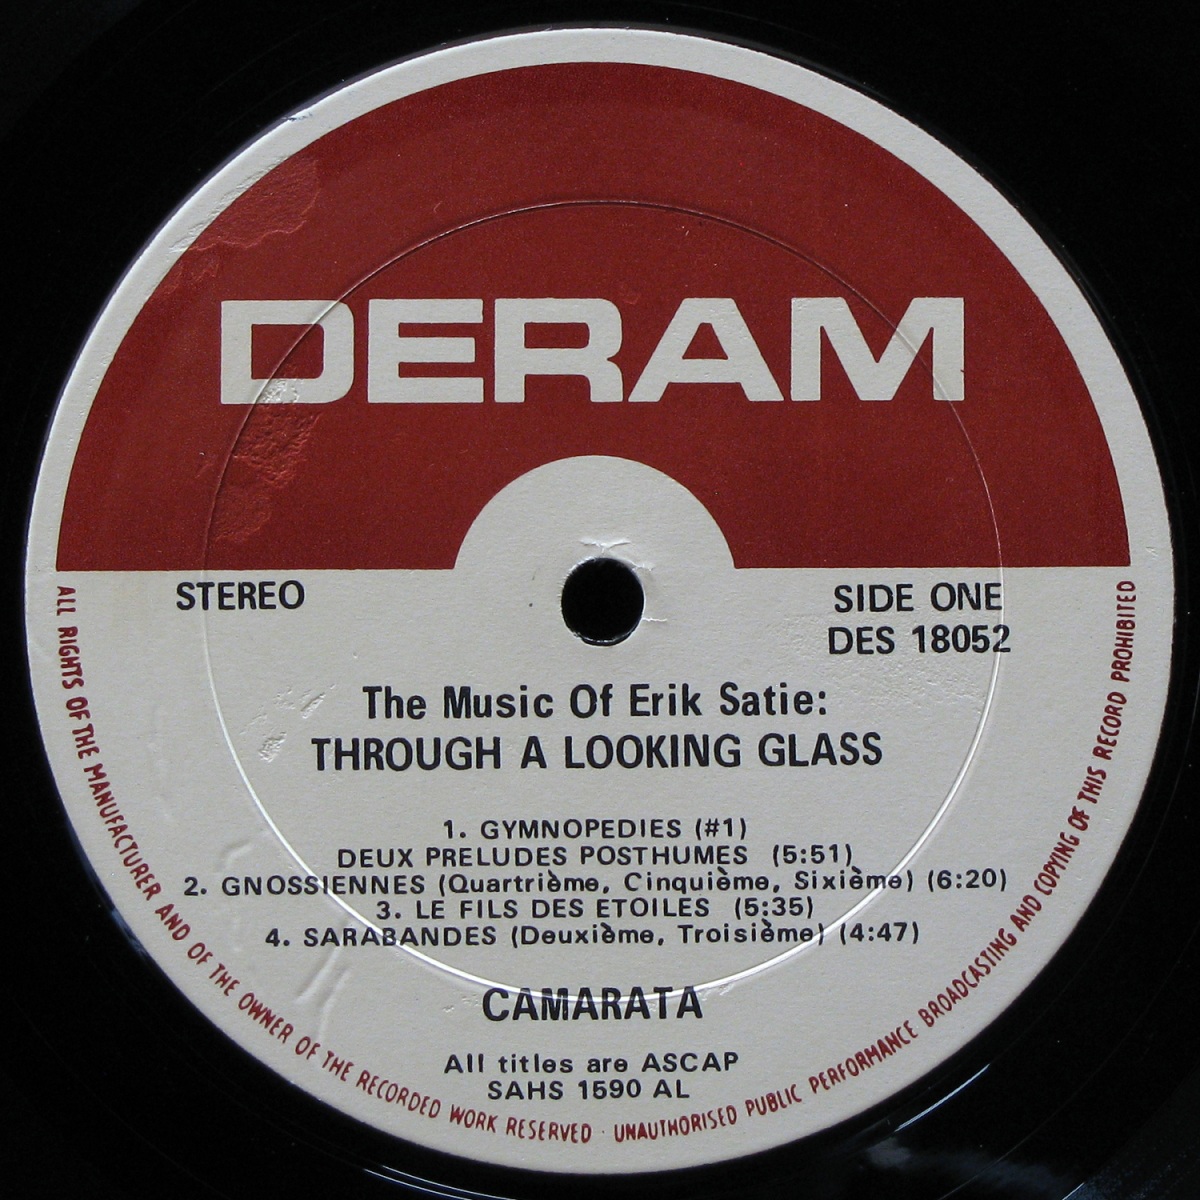 DERAM
STEREO
SIDE ONE
DES 18052
The Music Of Erik Satie:
THROUGH A LOOKING GLASS
1. GYMNOPEDIES (#1)
DEUX PRELUDES POSTHUMES (5:51)
2. GNOSSIENNES (Quartrième, Cinquième, Sixième) (6:20)
3. LE FILS DES ETOILES (5:35)
4. SARABANDES (Deuxième, Troisième) (4:47)
CAMARATA
All titles are ASCAP
SAHS 1590 AL
ALL RIGHTS OF THE MANUFACTURER AND OF THE OWNER OF THE RECORDED WORK RESERVED · UNAUTHORISED PUBLIC PERFORMANCE BROADCASTING AND COPYING OF THIS RECORD PROHIBITED